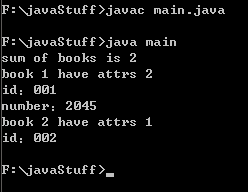 F:\javaStuff>javac main.java
F:\javaStuff>java main
sum of books is 2
book 1 have attrs 2
id: 001
number: 2045
book 2 have attrs 1
id: 002
F:\javaStuff>_